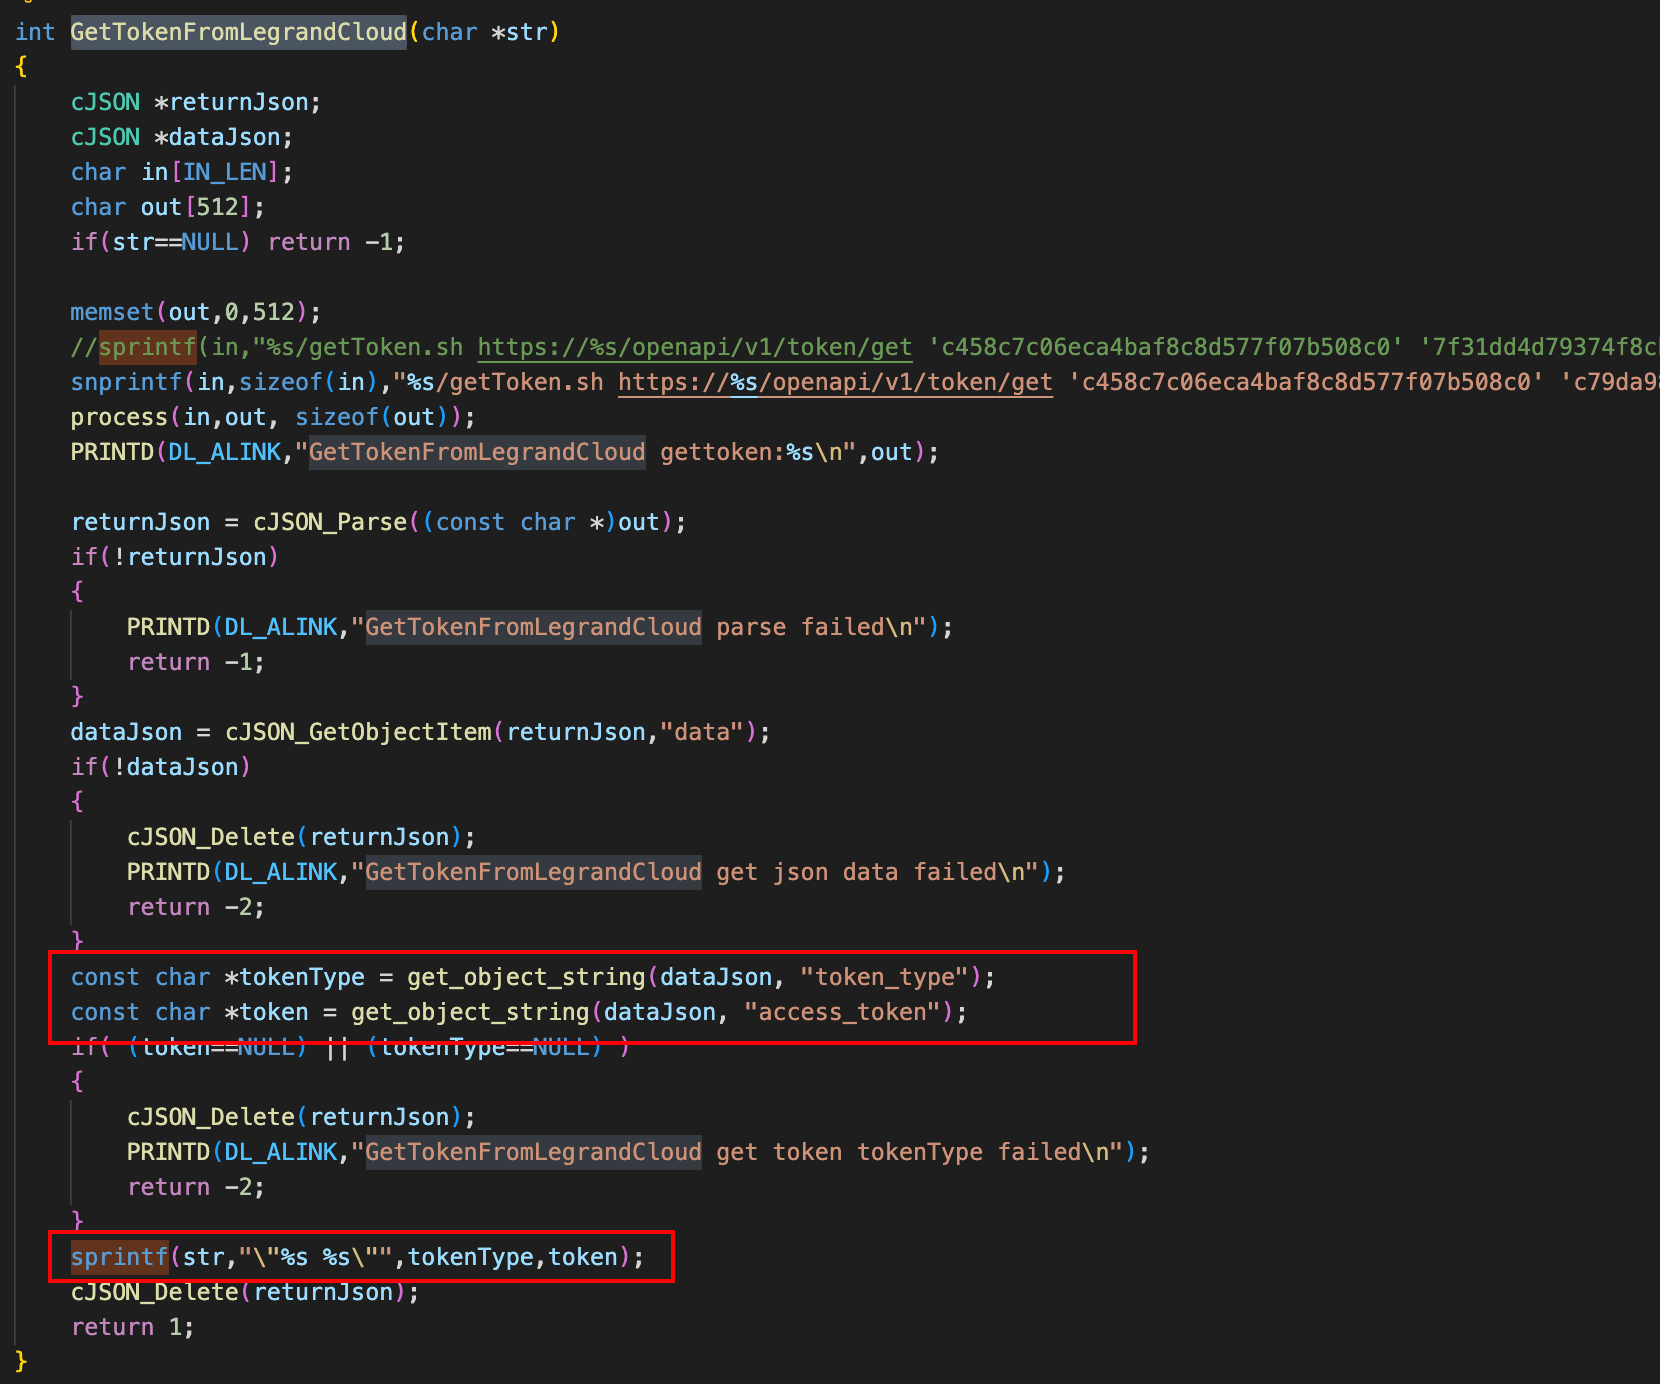 int GetTokenFromLegrandCloud(char *str)
{
    cJSON *returnJson;
    cJSON *dataJson;
    char in[IN_LEN];
    char out[512];
    if(str==NULL) return -1;

    memset(out,0,512);
    //sprintf(in,"%s/getToken.sh https://%s/openapi/v1/token/get 'c458c7c06eca4baf8c8d577f07b508c0' '7f31dd4d79374f8c
    snprintf(in,sizeof(in),"%s/getToken.sh https://%s/openapi/v1/token/get 'c458c7c06eca4baf8c8d577f07b508c0' 'c79da9
    process(in,out, sizeof(out));
    PRINTD(DL_ALINK,"GetTokenFromLegrandCloud gettoken:%s\n",out);

    returnJson = cJSON_Parse((const char *)out);
    if(!returnJson)
    {
        PRINTD(DL_ALINK,"GetTokenFromLegrandCloud parse failed\n");
        return -1;
    }
    dataJson = cJSON_GetObjectItem(returnJson,"data");
    if(!dataJson)
    {
        cJSON_Delete(returnJson);
        PRINTD(DL_ALINK,"GetTokenFromLegrandCloud get json data failed\n");
        return -2;
    }
    const char *tokenType = get_object_string(dataJson, "token_type");
    const char *token = get_object_string(dataJson, "access_token");
    if( (token==NULL) || (tokenType==NULL) )
    {
        cJSON_Delete(returnJson);
        PRINTD(DL_ALINK,"GetTokenFromLegrandCloud get token tokenType failed\n");
        return -2;
    }
    sprintf(str,"\"%s %s\"",tokenType,token);
    cJSON_Delete(returnJson);
    return 1;
}